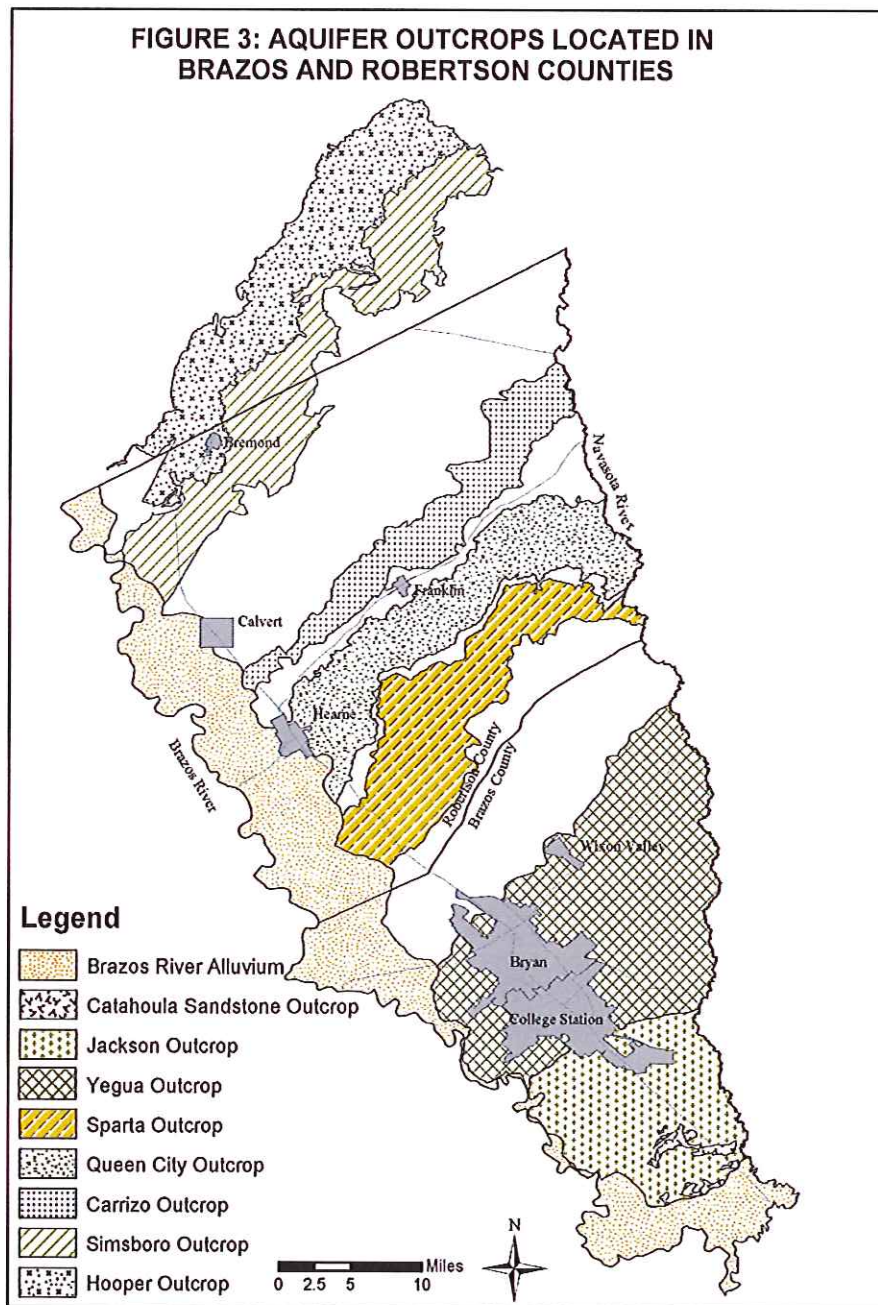 FIGURE 3: AQUIFER OUTCROPS LOCATED IN
BRAZOS AND ROBERTSON COUNTIES
Bremond
Navasota River
Franklin
Calvert
Hearne
Brazos River
Robertson County
Brazos County
Wixon Valley
Bryan
College Station
Legend
Brazos River Alluvium
Catahoula Sandstone Outcrop
Jackson Outcrop
Yegua Outcrop
Sparta Outcrop
Queen City Outcrop
Carrizo Outcrop
Simsboro Outcrop
Hooper Outcrop
N
Miles
0 2.5 5 10